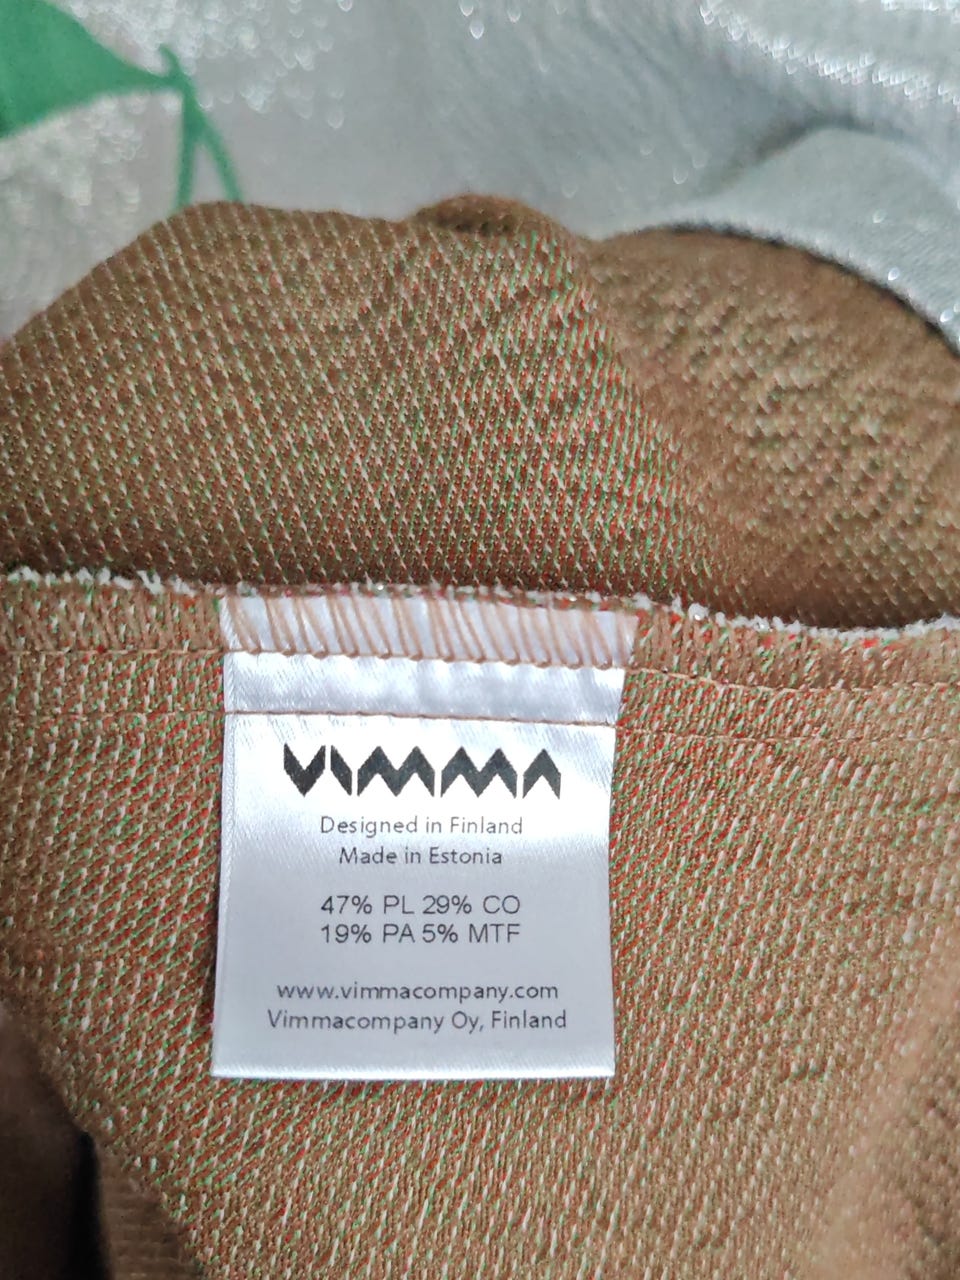 VIMMA
Designed in Finland
Made in Estonia
47% PL 29% CO
19% PA 5% MTF
www.vimmacompany.com
Vimmacompany Oy, Finland